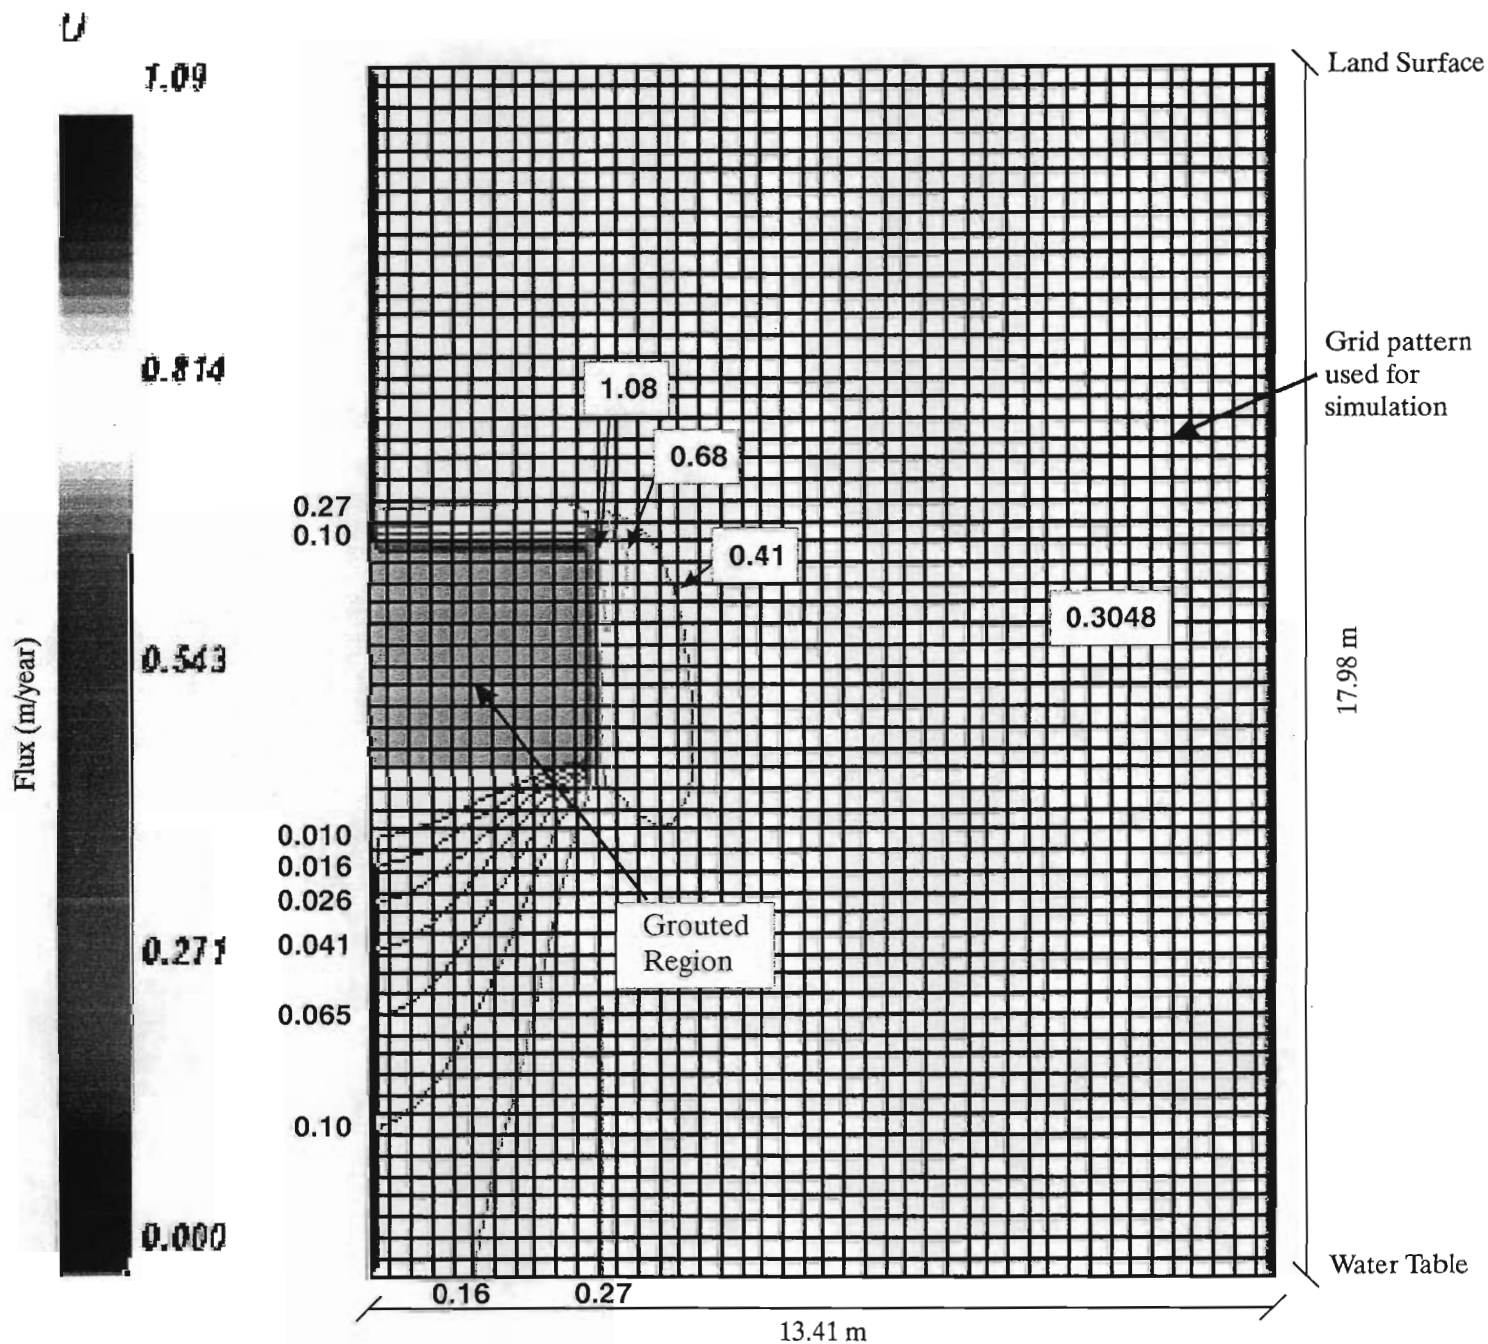 U
1.09
0.814
0.543
0.271
0.000
Flux (m/year)
Land Surface
Grid pattern
used for
simulation
1.08
0.68
0.27
0.10
0.41
0.3048
17.98 m
0.010
0.016
0.026
0.041
0.065
0.10
Grouted
Region
Water Table
0.16
0.27
13.41 m